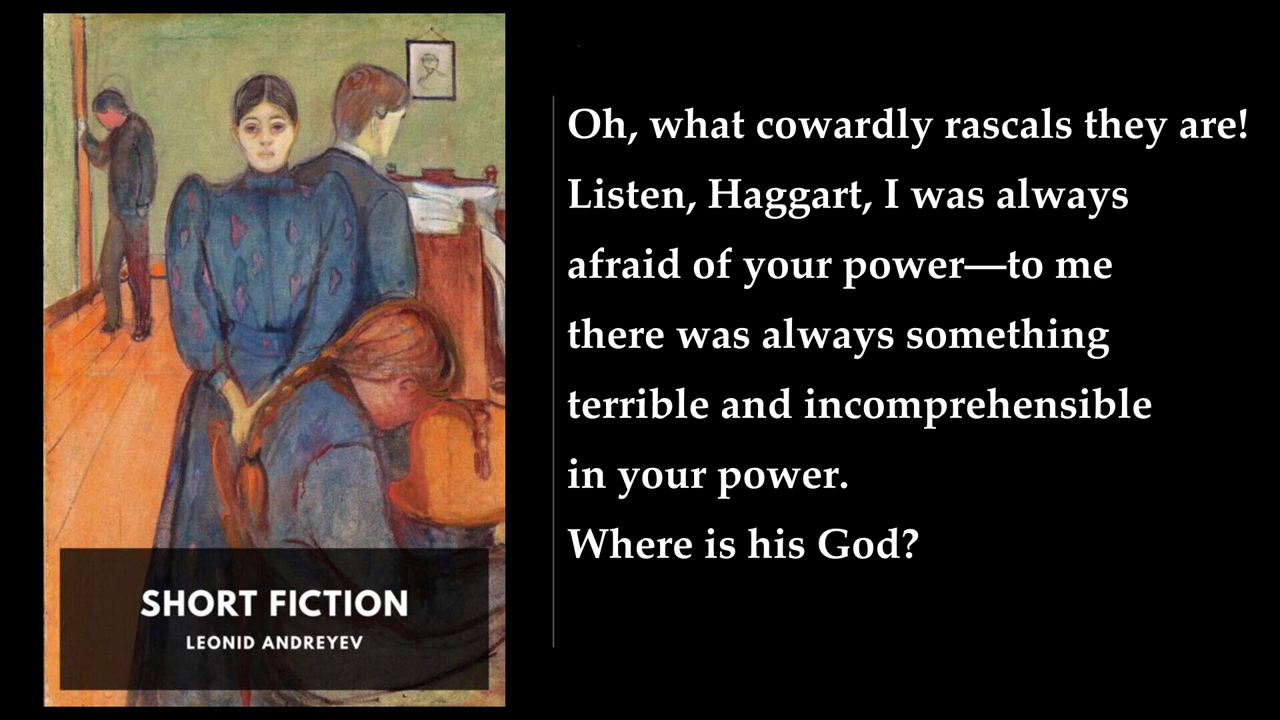 SHORT FICTION
LEONID ANDREYEV
Oh, what cowardly rascals they are!
Listen, Haggart, I was always
afraid of your power—to me
there was always something
terrible and incomprehensible
in your power.
Where is his God?